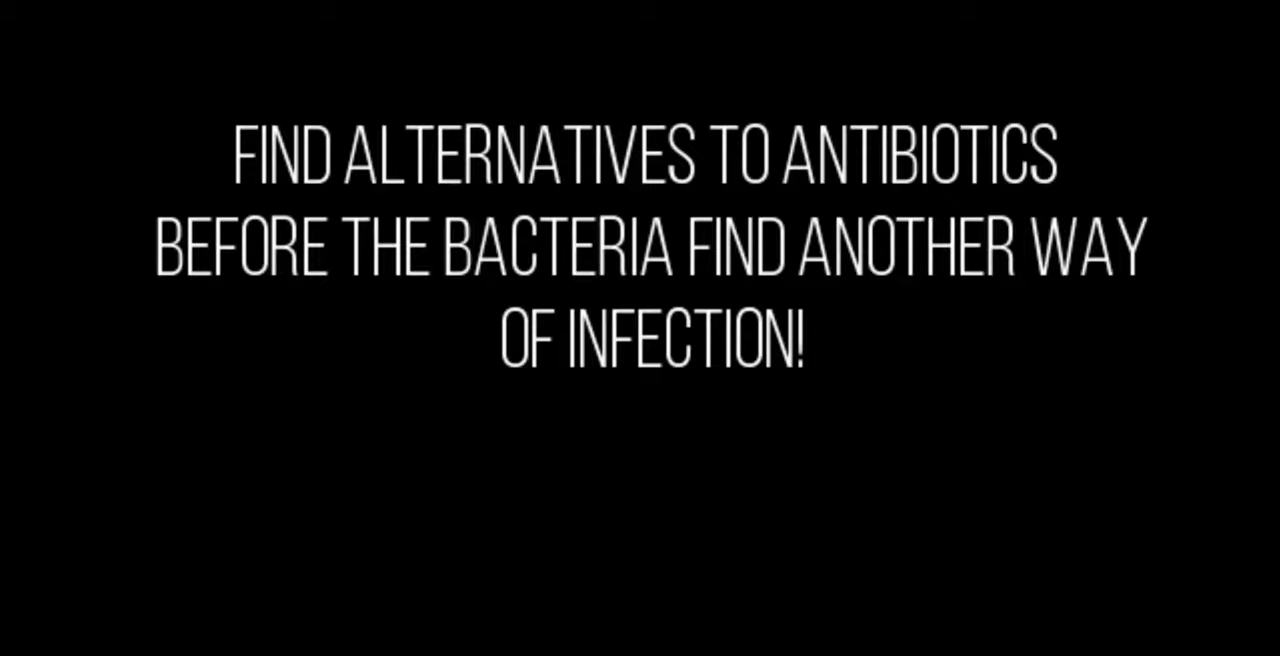 FIND ALTERNATIVES TO ANTIBIOTICS
BEFORE THE BACTERIA FIND ANOTHER WAY
OF INFECTION!